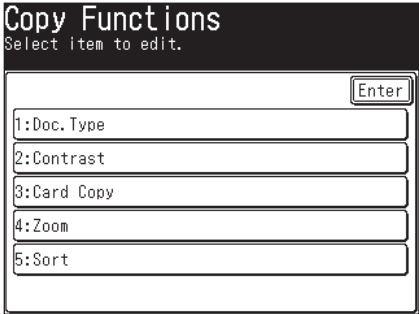 Copy Functions
Select item to edit.
Enter
1:Doc.Type
2:Contrast
3:Card Copy
4:Zoom
5:Sort